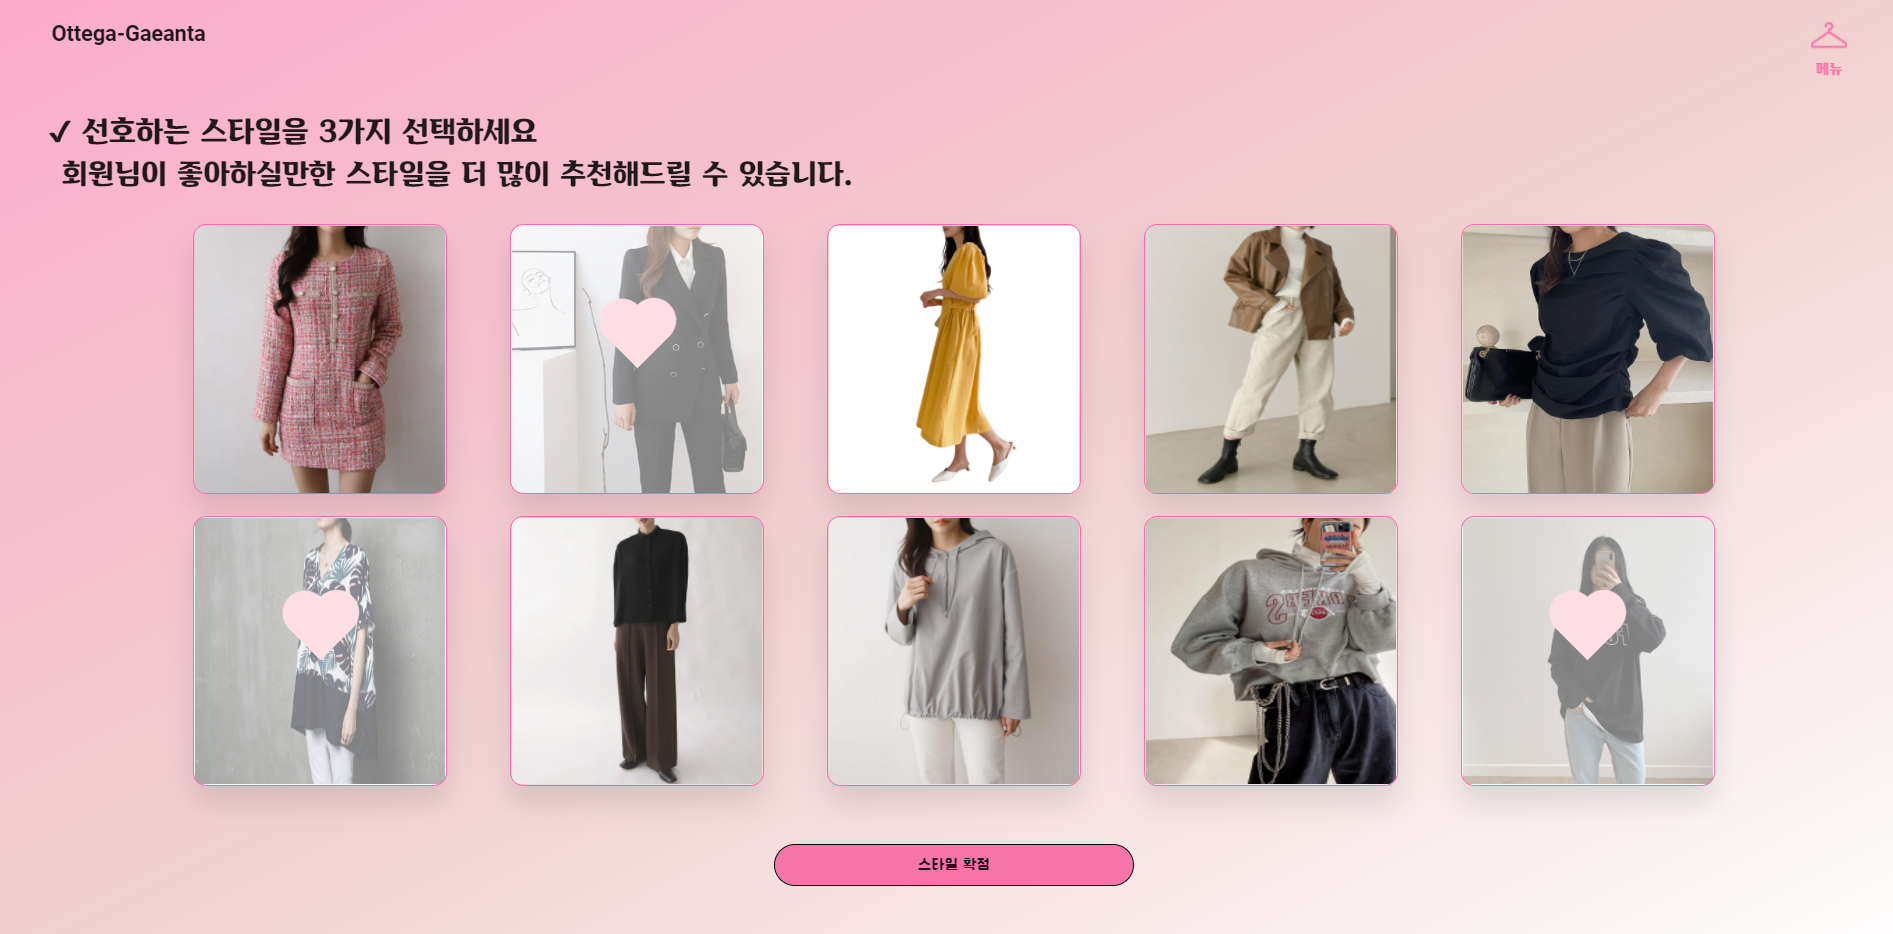 Ottega-Gaeanta
메뉴
✓ 선호하는 스타일을 3가지 선택하세요
회원님이 좋아하실만한 스타일을 더 많이 추천해드릴 수 있습니다.
스타일 확정